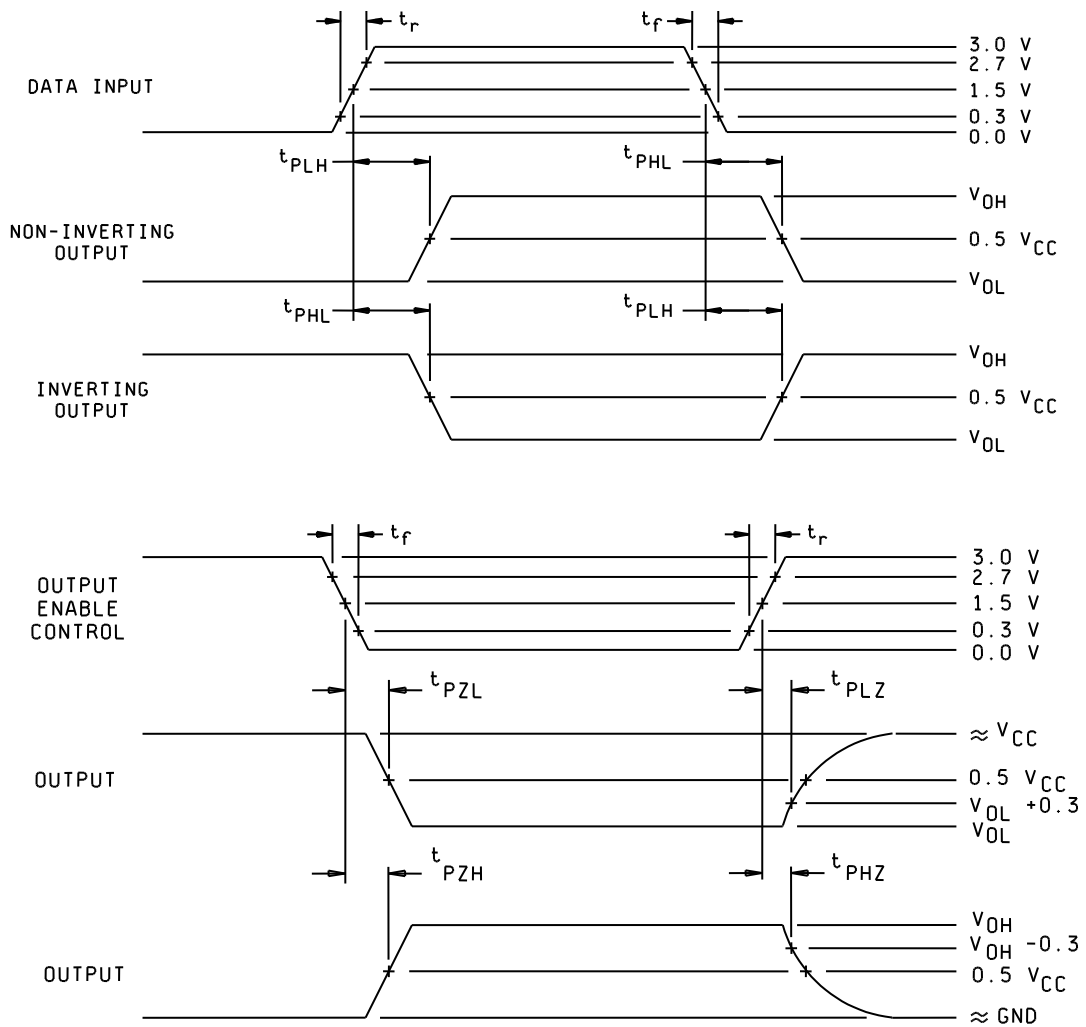 t_r
t_f
3.0 V
2.7 V
DATA INPUT
1.5 V
0.3 V
0.0 V
t_PLH
t_PHL
V_OH
NON-INVERTING
OUTPUT
0.5 V_CC
V_OL
t_PHL
t_PLH
V_OH
INVERTING
OUTPUT
0.5 V_CC
V_OL
t_f
t_r
3.0 V
2.7 V
OUTPUT
ENABLE
CONTROL
1.5 V
0.3 V
0.0 V
t_PZL
t_PLZ
≈ V_CC
OUTPUT
0.5 V_CC
V_OL +0.3
V_OL
t_PZH
t_PHZ
V_OH
V_OH -0.3
OUTPUT
0.5 V_CC
≈ GND